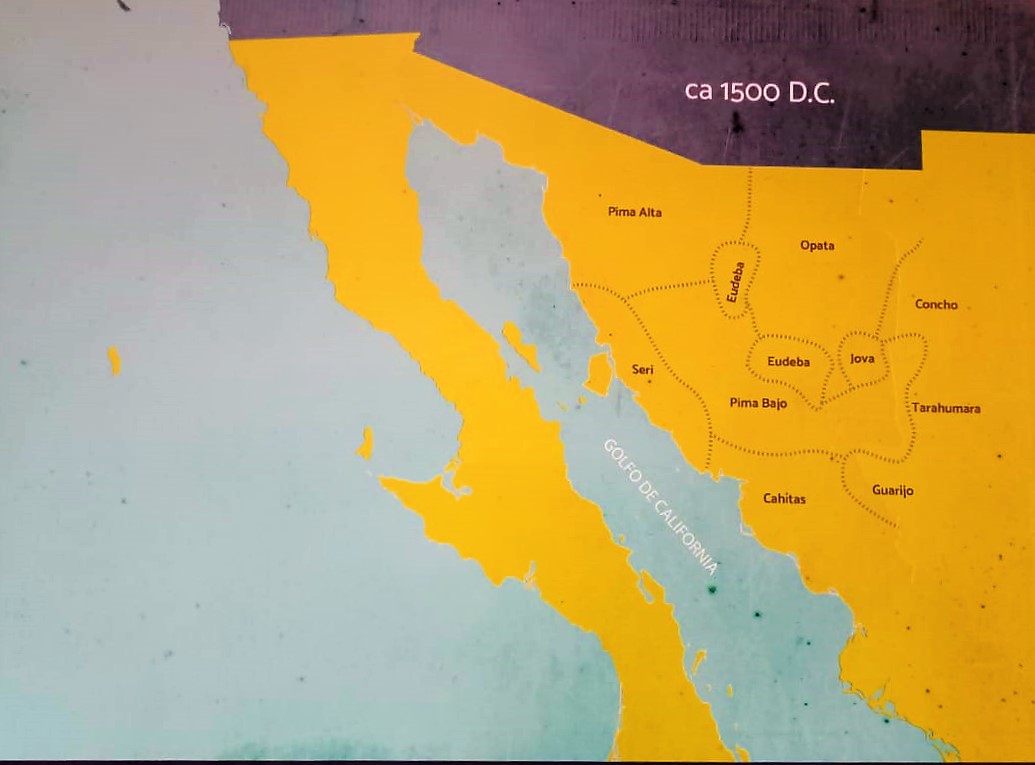 ca 1500 D.C.
Pima Alta
Opata
Eudeba
Concho
Seri
Eudeba
Jova
Pima Bajo
Tarahumara
GOLFO DE CALIFORNIA
Cahitas
Guarijo